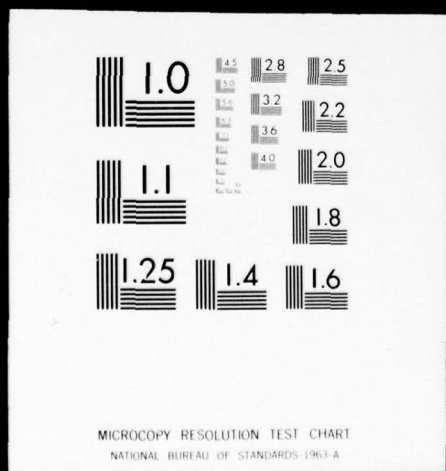 1.0
4.5 2.8 2.5
5.0
5.6 3.2 2.2
3.6
1.1 4.0 2.0
1.8
1.25 1.4 1.6
MICROCOPY RESOLUTION TEST CHART
NATIONAL BUREAU OF STANDARDS-1963-A